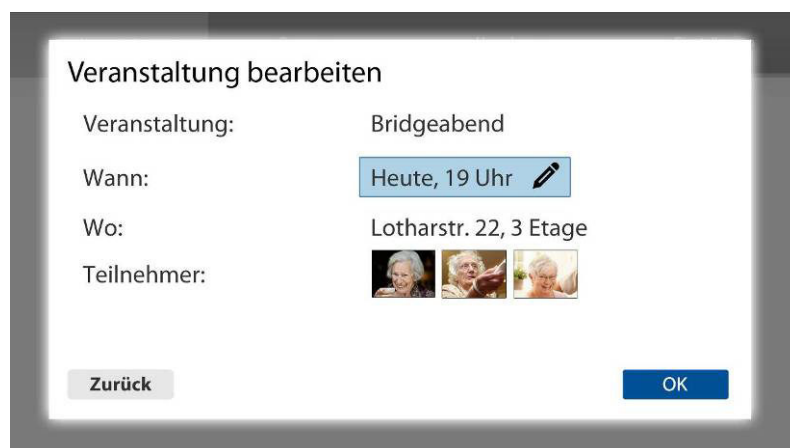 Veranstaltung bearbeiten
Veranstaltung: Bridgeabend
Wann: Heute, 19 Uhr
Wo: Lotharstr. 22, 3 Etage
Teilnehmer:
Zurück OK